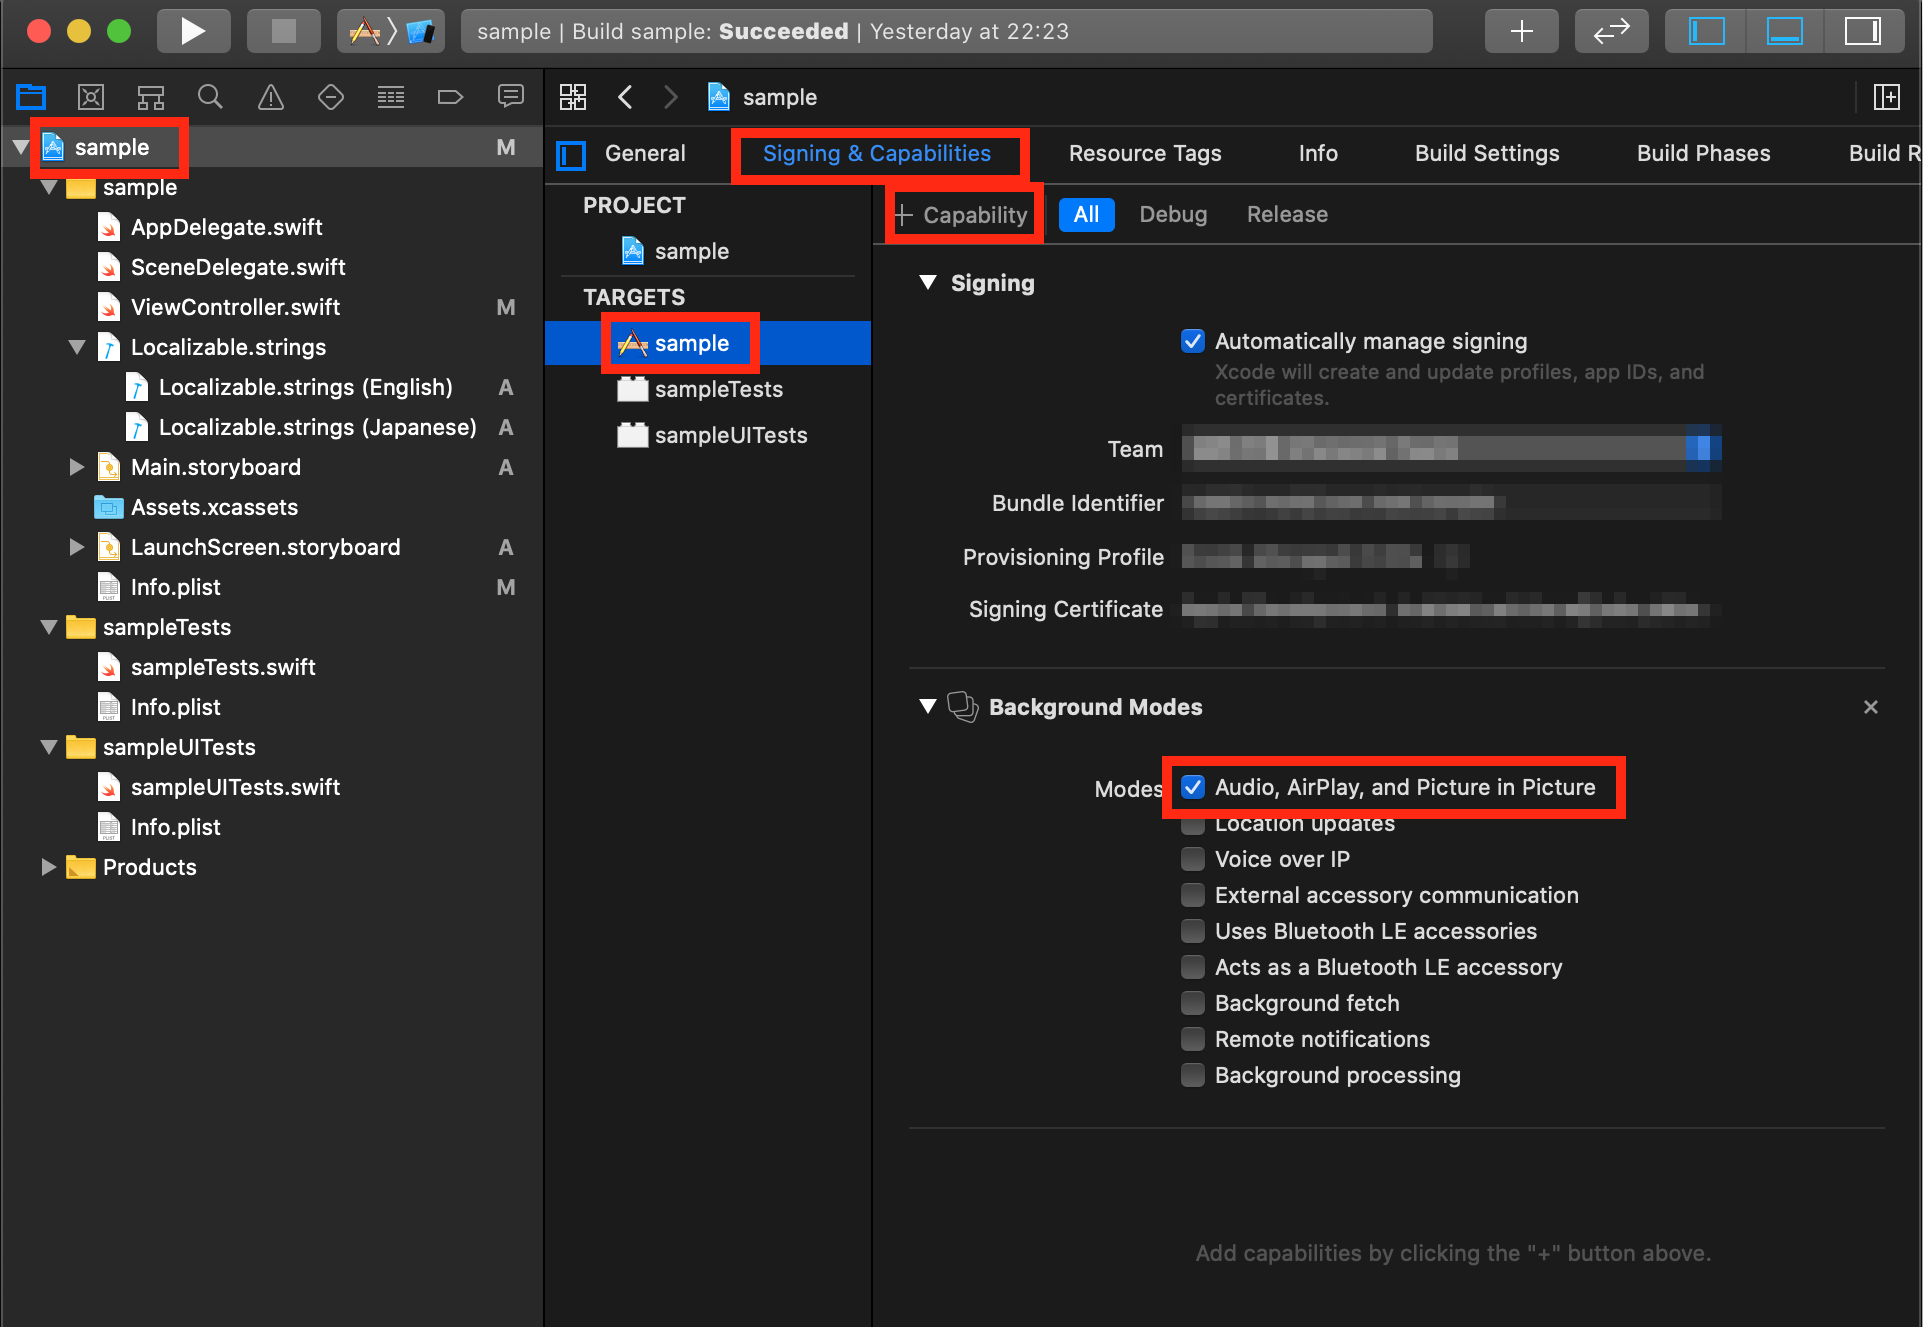 sample | Build sample: Succeeded | Yesterday at 22:23
sample
sample M
General
Signing & Capabilities
Resource Tags
Info
Build Settings
Build Phases
Build R
sample
AppDelegate.swift
SceneDelegate.swift
ViewController.swift M
Localizable.strings
Localizable.strings (English) A
Localizable.strings (Japanese) A
Main.storyboard A
Assets.xcassets
LaunchScreen.storyboard A
Info.plist M
sampleTests
sampleTests.swift
Info.plist
sampleUITests
sampleUITests.swift
Info.plist
Products
PROJECT
sample
TARGETS
sample
sampleTests
sampleUITests
+ Capability
All
Debug
Release
Signing
Automatically manage signing
Xcode will create and update profiles, app IDs, and
certificates.
Team
Bundle Identifier
Provisioning Profile
Signing Certificate
Background Modes
Modes
Audio, AirPlay, and Picture in Picture
Location updates
Voice over IP
External accessory communication
Uses Bluetooth LE accessories
Acts as a Bluetooth LE accessory
Background fetch
Remote notifications
Background processing
Add capabilities by clicking the "+" button above.